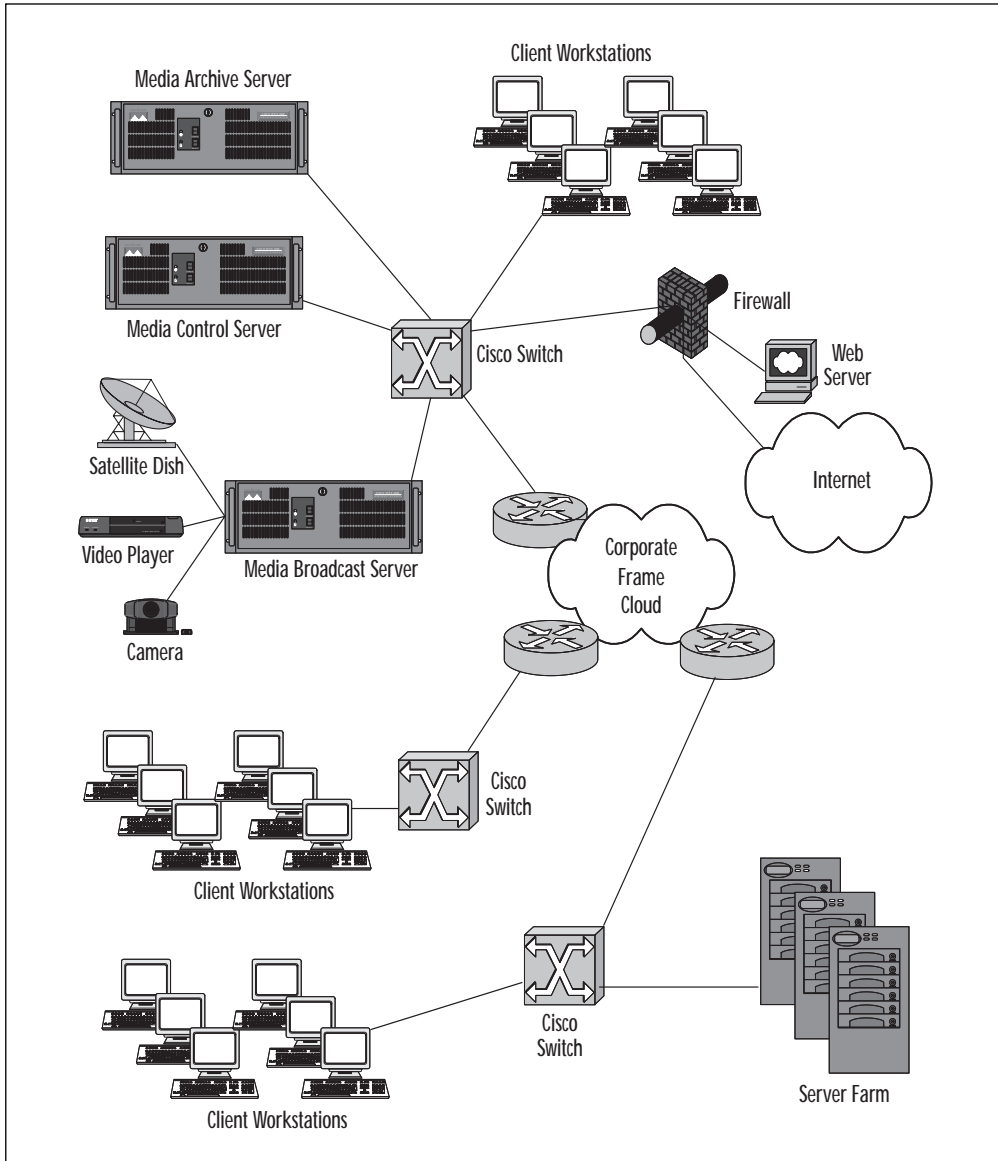 Client Workstations
Media Archive Server
Media Control Server
Cisco Switch
Firewall
Web
Server
Satellite Dish
Internet
Video Player
Media Broadcast Server
Corporate
Frame
Cloud
Camera
Cisco
Switch
Client Workstations
Cisco
Switch
Client Workstations
Server Farm